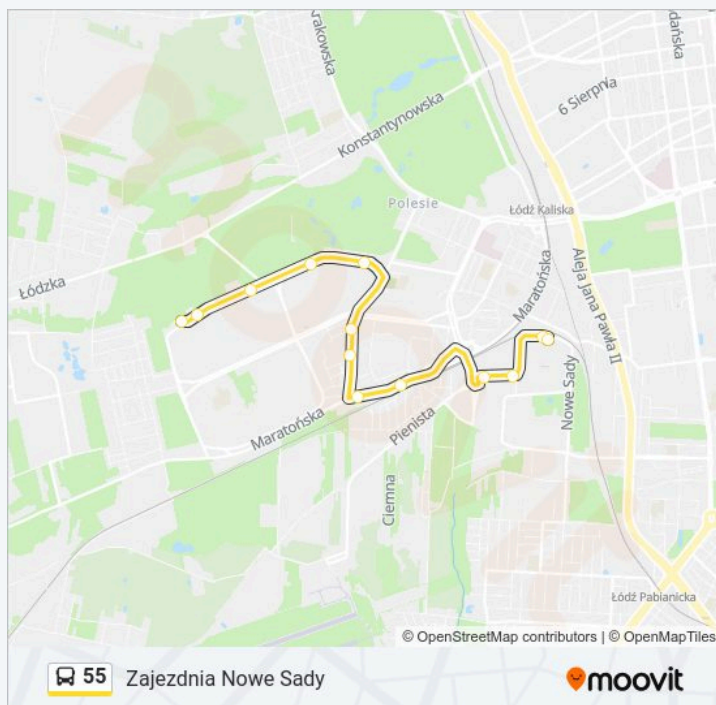 Krakowska
dańska
6 Sierpnia
Konstantynowska
Polesie
Łódź Kaliska
Łódzka
Maratońska
Aleja Jana Pawła II
Nowe Sady
Maratońska
Pienista
Ciemna
Łódź Pabianicka
© OpenStreetMap contributors | © OpenMapTiles
55 Zajezdnia Nowe Sady
moovit